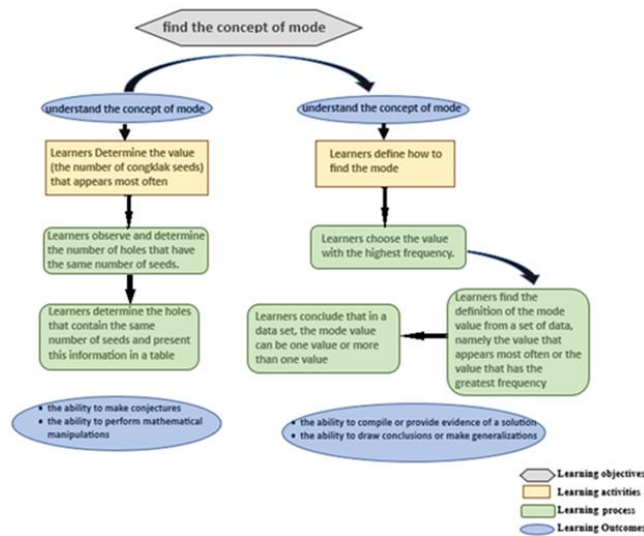 find the concept of mode
understand the concept of mode
Learners Determine the value
(the number of congklak seeds)
that appears most often
Learners observe and determine
the number of holes that have
the same number of seeds.
Learners determine the holes
that contain the same
number of seeds and present
this information in a table
• the ability to make conjectures
• the ability to perform mathematical
manipulations
understand the concept of mode
Learners define how to
find the mode
Learners choose the value
with the highest frequency.
Learners find the
definition of the mode
value from a set of data,
namely the value that
appears most often or the
value that has the
greatest frequency
Learners conclude that in a
data set, the mode value
can be one value or more
than one value
• the ability to compile or provide evidence of a solution
• the ability to draw conclusions or make generalizations
Learning objectives
Learning activities
Learning process
Learning Outcomes